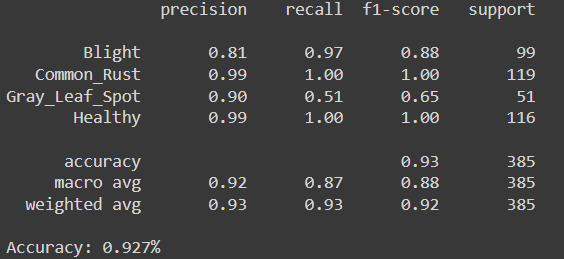 precision recall f1-score support
Blight 0.81 0.97 0.88 99
Common_Rust 0.99 1.00 1.00 119
Gray_Leaf_Spot 0.90 0.51 0.65 51
Healthy 0.99 1.00 1.00 116
accuracy 0.93 385
macro avg 0.92 0.87 0.88 385
weighted avg 0.93 0.93 0.92 385
Accuracy: 0.927%